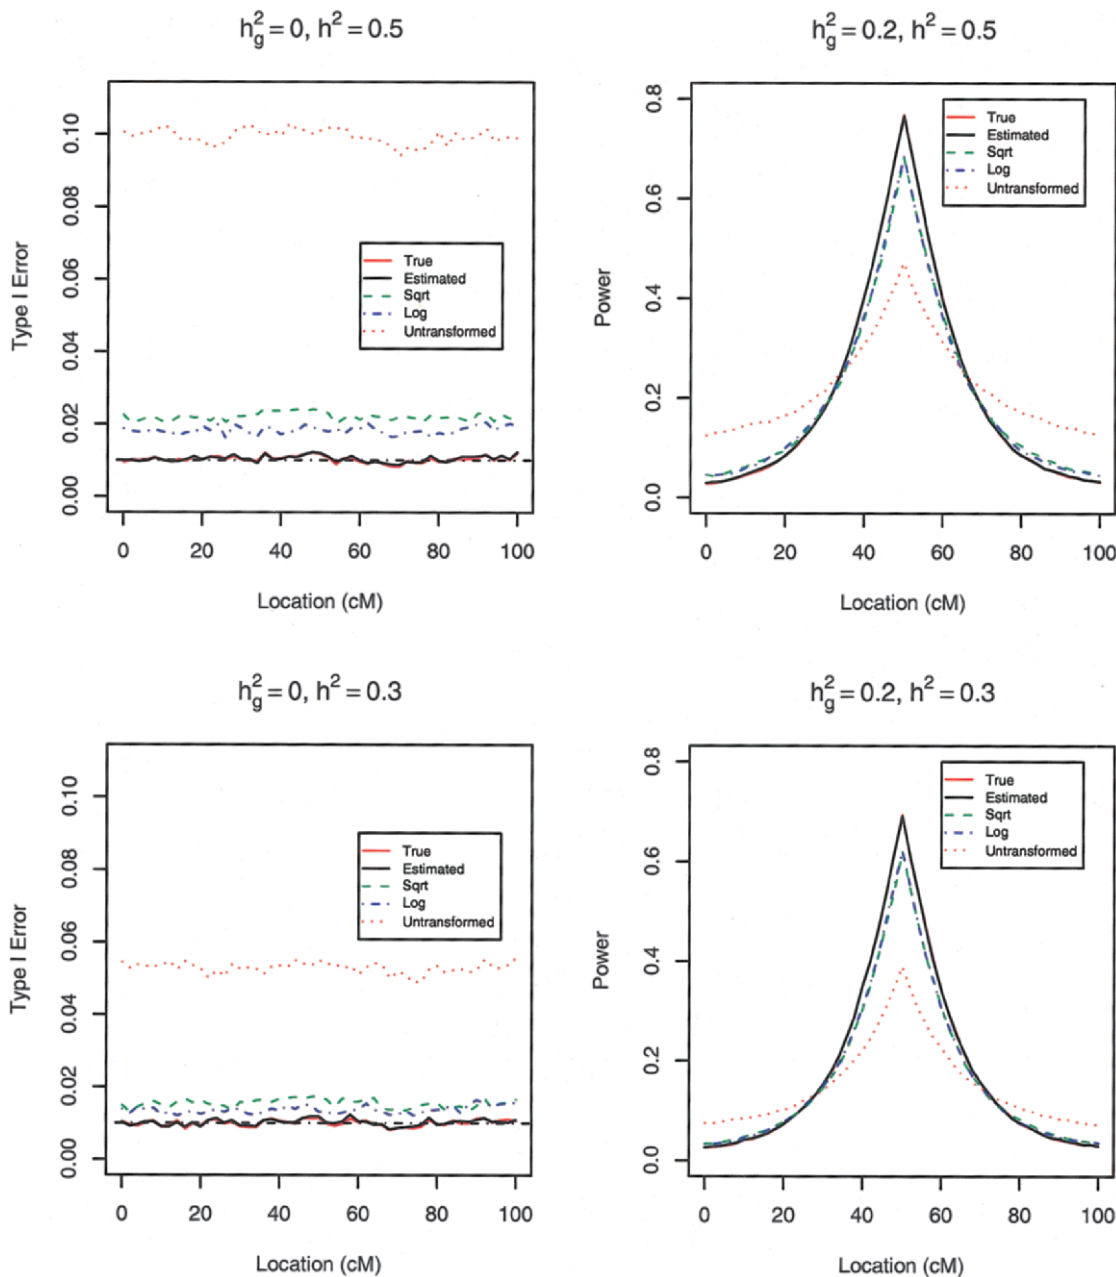 h²g = 0, h² = 0.5
Type I Error
0.00
0.02
0.04
0.06
0.08
0.10
True
Estimated
Sqrt
Log
Untransformed
0 20 40 60 80 100
Location (cM)
h²g = 0.2, h² = 0.5
Power
0.0
0.2
0.4
0.6
0.8
True
Estimated
Sqrt
Log
Untransformed
0 20 40 60 80 100
Location (cM)
h²g = 0, h² = 0.3
Type I Error
0.00
0.02
0.04
0.06
0.08
0.10
True
Estimated
Sqrt
Log
Untransformed
0 20 40 60 80 100
Location (cM)
h²g = 0.2, h² = 0.3
Power
0.0
0.2
0.4
0.6
0.8
True
Estimated
Sqrt
Log
Untransformed
0 20 40 60 80 100
Location (cM)